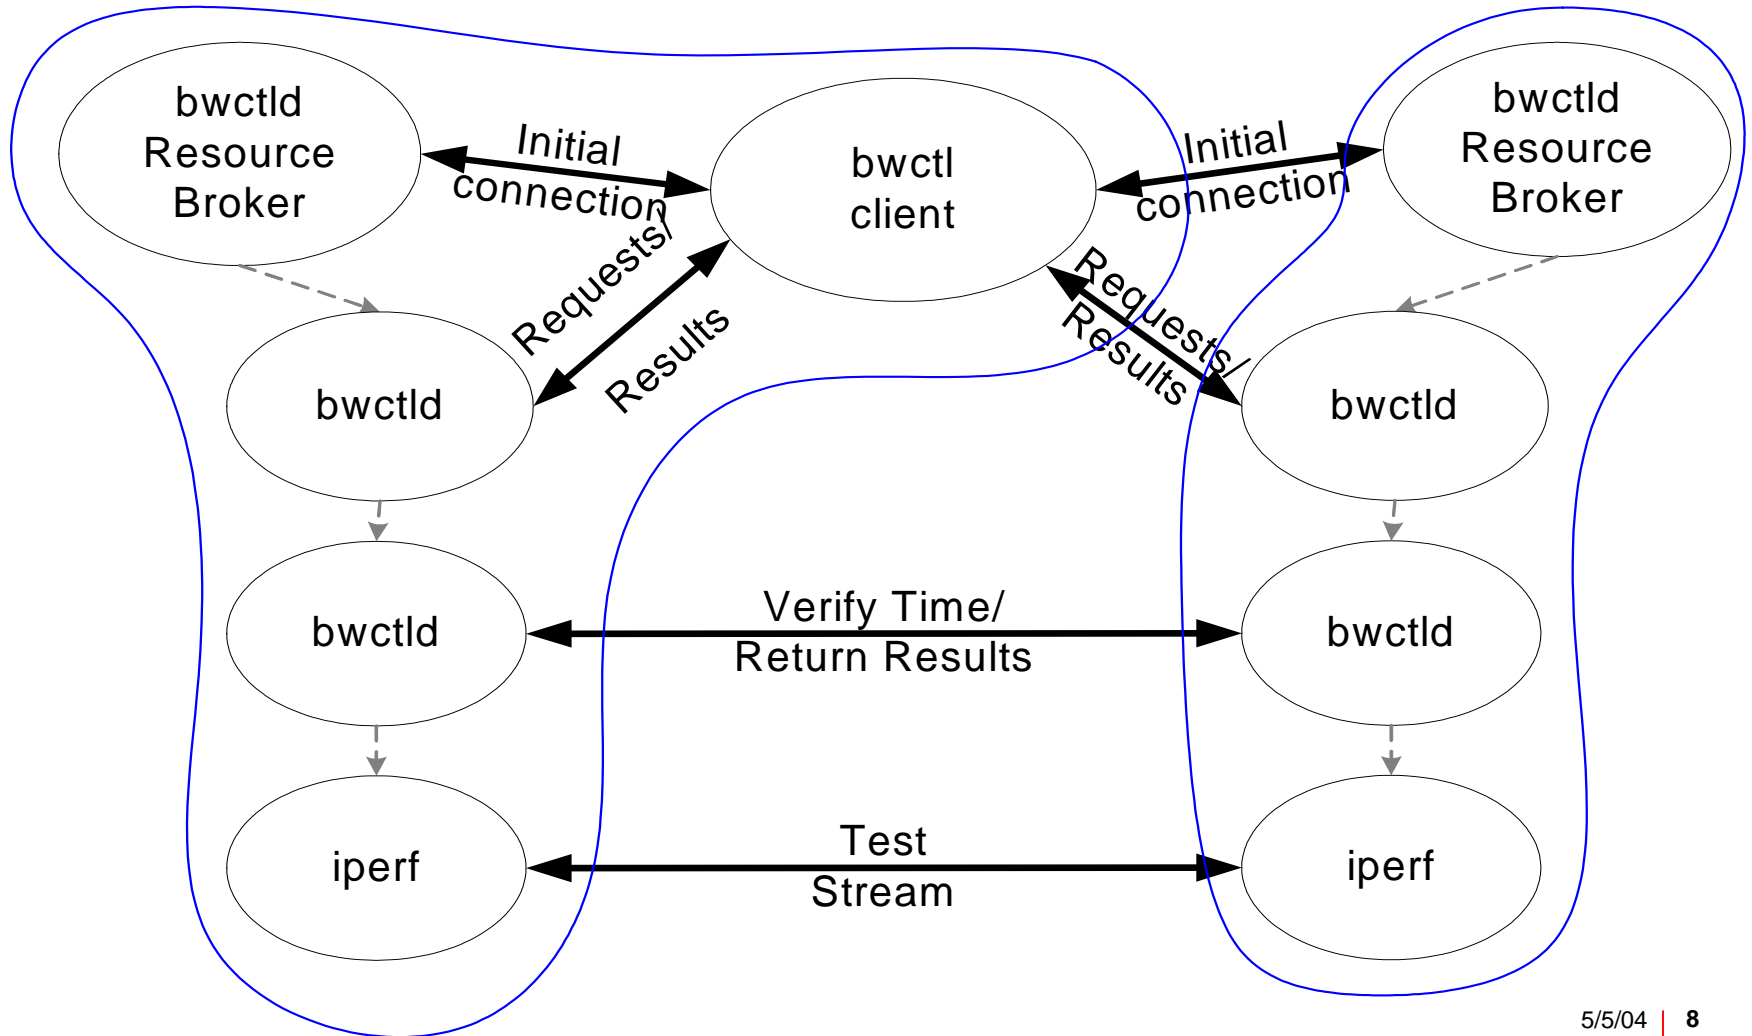 bwctld
Resource
Broker
Initial
connection
bwctl
client
Initial
connection
bwctld
Resource
Broker
Requests/
Results
Requests/
Results
bwctld
bwctld
bwctld
Verify Time/
Return Results
bwctld
iperf
Test
Stream
iperf
5/5/04 8